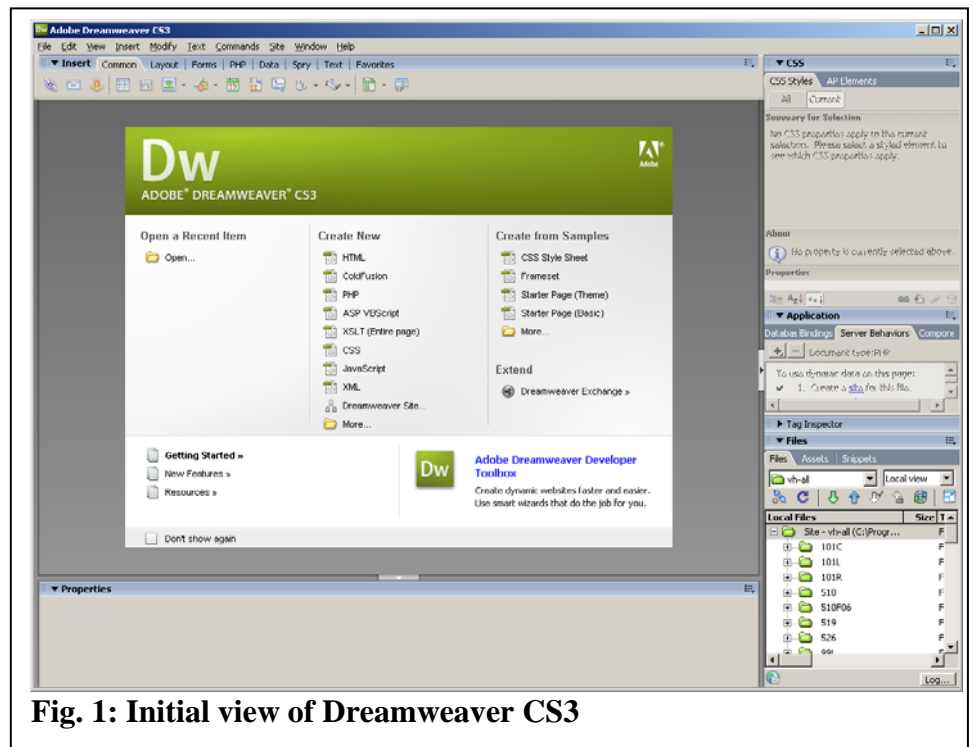 Adobe Dreamweaver CS3
File Edit View Insert Modify Text Commands Site Window Help
Insert Common Layout Forms PHP Data Spry Text Favorites
Dw
ADOBE® DREAMWEAVER® CS3
Adobe
Open a Recent Item
Open...
Create New
HTML
ColdFusion
PHP
ASP VBScript
XSLT (Entire page)
CSS
JavaScript
XML
Dreamweaver Site...
More...
Create from Samples
CSS Style Sheet
Frameset
Starter Page (Theme)
Starter Page (Basic)
More...
Extend
Dreamweaver Exchange »
Getting Started »
New Features »
Resources »
Dw
Adobe Dreamweaver Developer
Toolbox
Create dynamic websites faster and easier.
Use smart wizards that do the job for you.
Don't show again
Properties
CSS
CSS Styles AP Elements
All Current
Summary for Selection
No CSS properties apply to the current
selection. Please select a styled element to
see which CSS properties apply.
About
No property is currently selected above.
Properties
Application
Databas Bindings Server Behaviors Compone
Document type:PHP
To use dynamic data on this page:
1. Create a site for this file.
Tag Inspector
Files
Files Assets Snippets
vh-all Local view
Local Files Size T
Site - vh-all (C:\Progr... F
101C F
101L F
101R F
510 F
510F06 F
519 F
526 F
Log...
Fig. 1: Initial view of Dreamweaver CS3